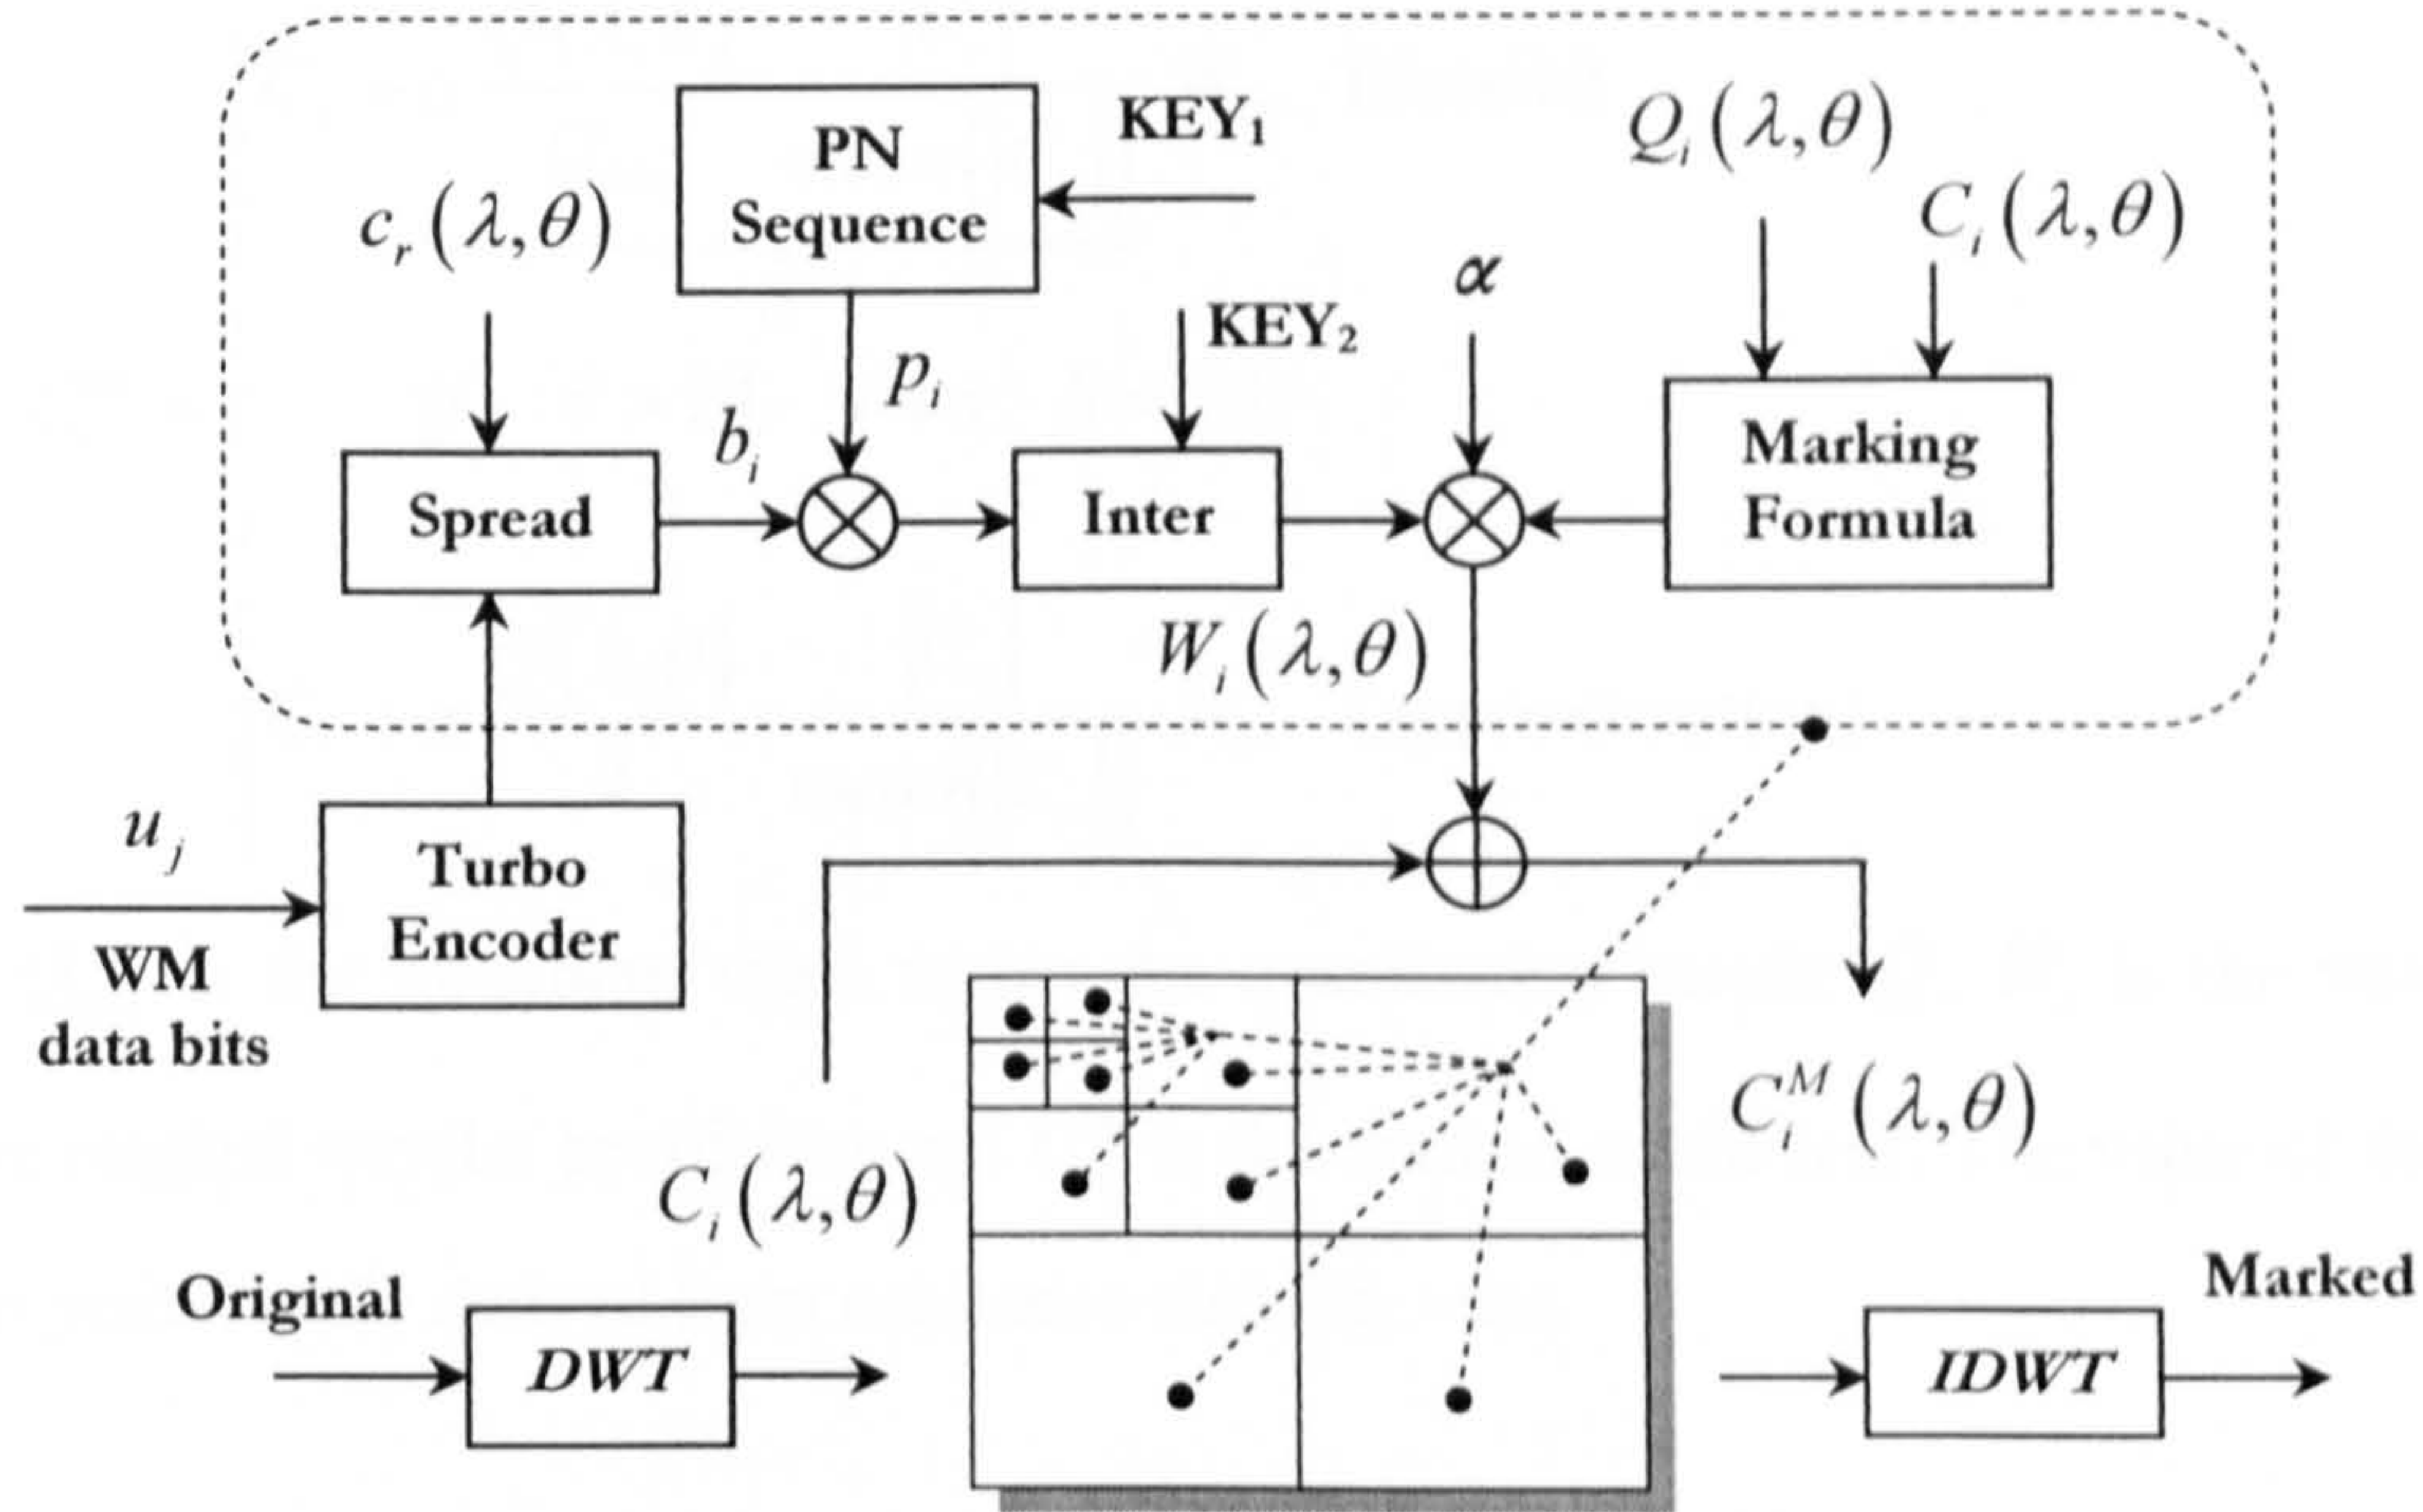 PN
Sequence
KEY₁
Qᵢ(λ,θ)
Cᵢ(λ,θ)
cᵣ(λ,θ)
α
KEY₂
pᵢ
bᵢ
Spread
Inter
Marking
Formula
Wᵢ(λ,θ)
uⱼ
WM
data bits
Turbo
Encoder
Cᵢ(λ,θ)
Cᵢᴹ(λ,θ)
Original
DWT
IDWT
Marked